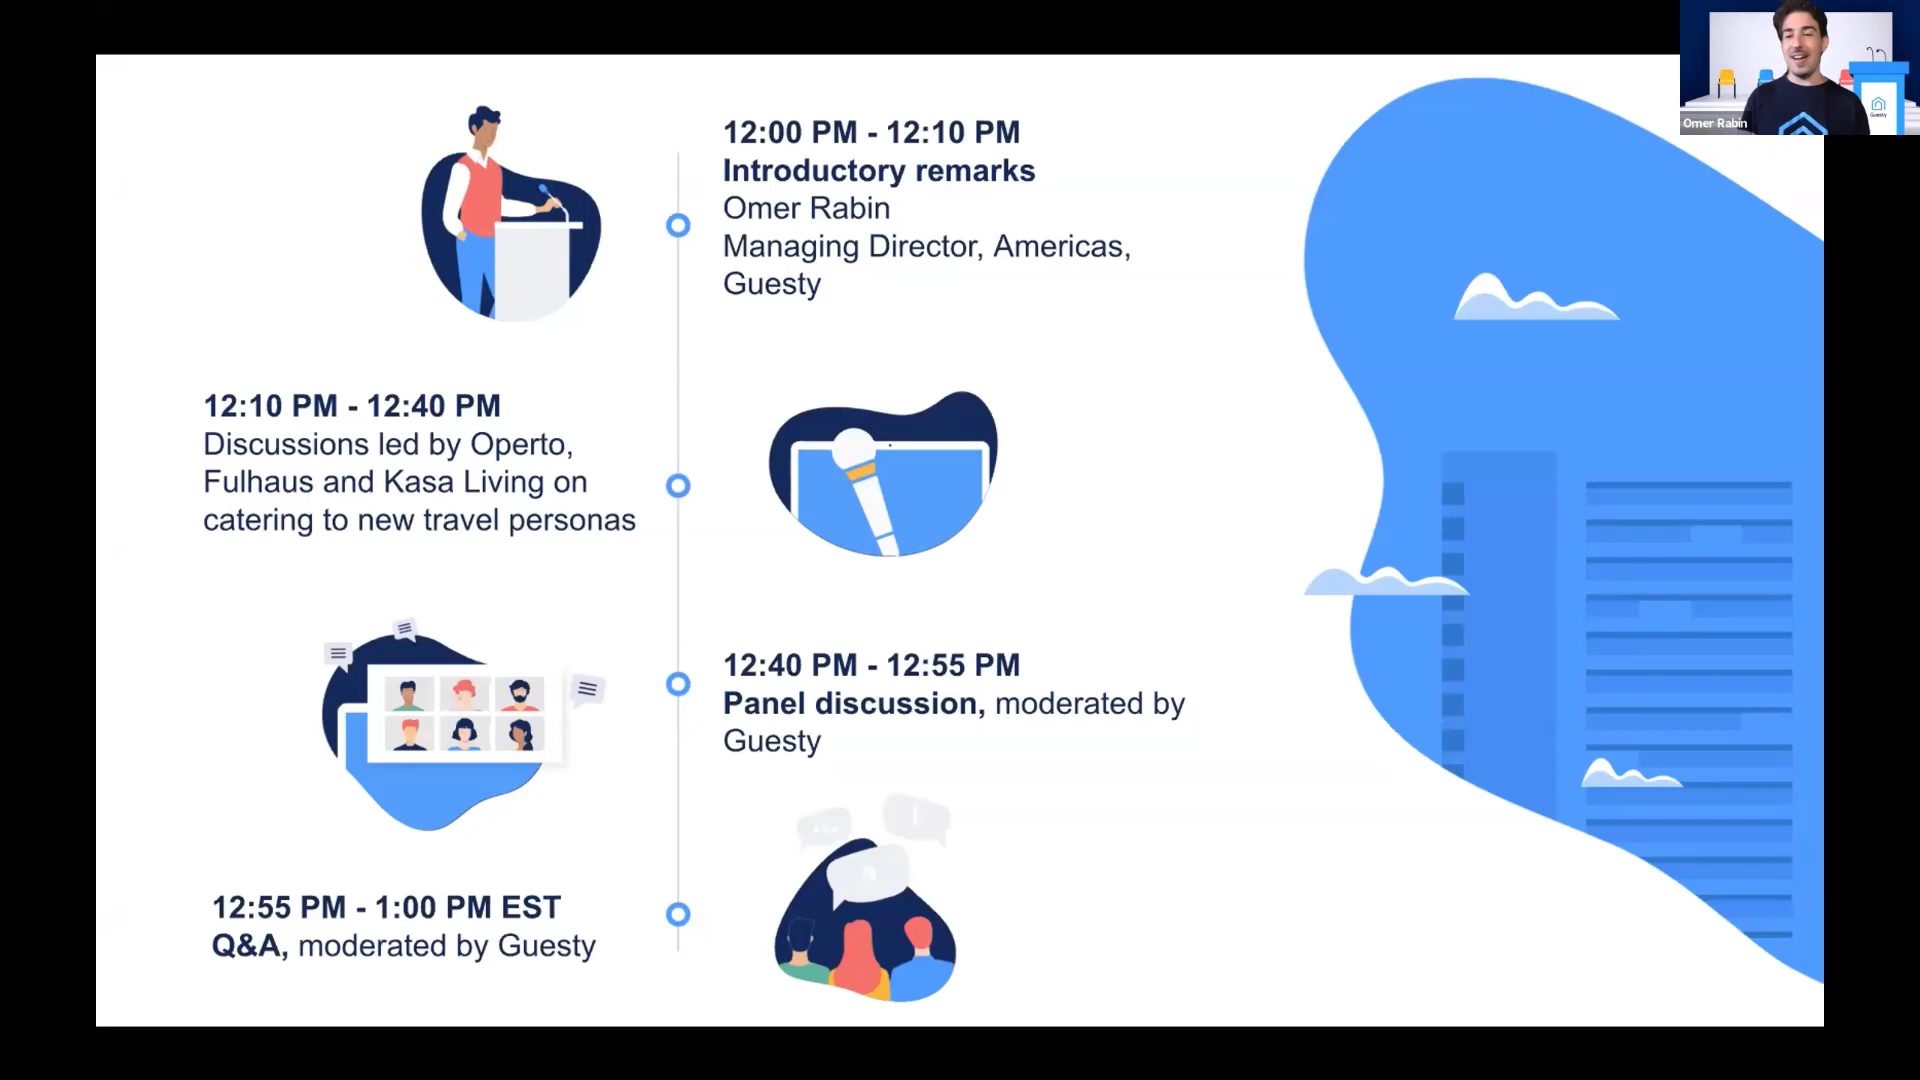 12:00 PM - 12:10 PM
Introductory remarks
Omer Rabin
Managing Director, Americas,
Guesty
12:10 PM - 12:40 PM
Discussions led by Operto,
Fulhaus and Kasa Living on
catering to new travel personas
12:40 PM - 12:55 PM
Panel discussion, moderated by
Guesty
12:55 PM - 1:00 PM EST
Q&A, moderated by Guesty
Omer Rabin
Guesty